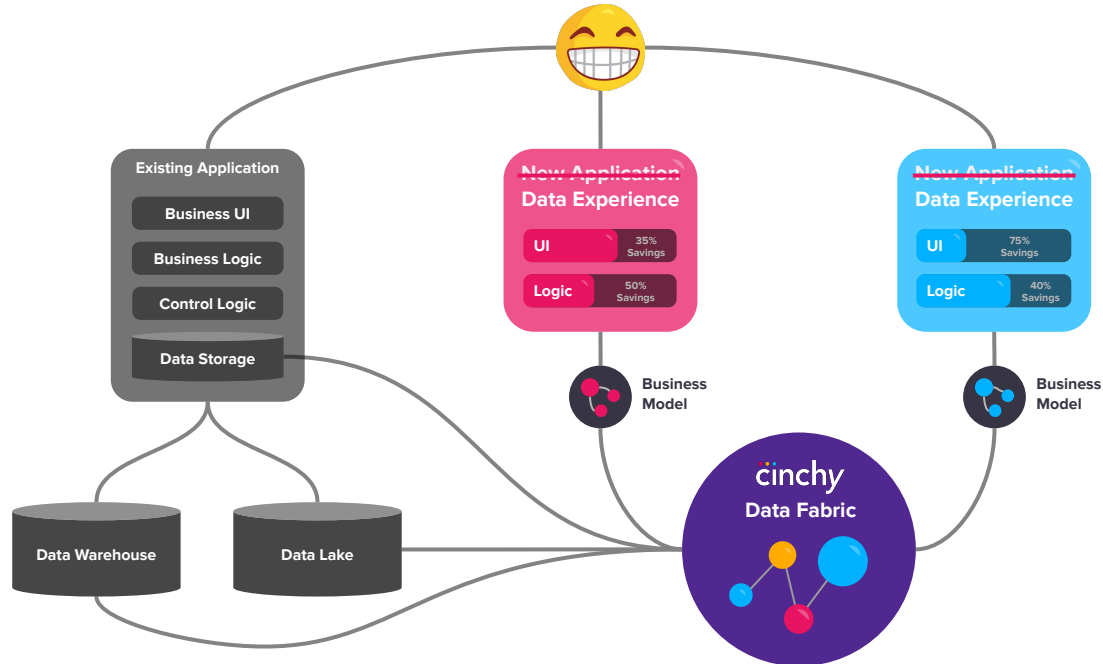 Existing Application
Business UI
Business Logic
Control Logic
Data Storage
New Application
Data Experience
UI
35%
Savings
Logic
50%
Savings
New Application
Data Experience
UI
75%
Savings
Logic
40%
Savings
Business
Model
Business
Model
Data Warehouse
Data Lake
cinchy
Data Fabric